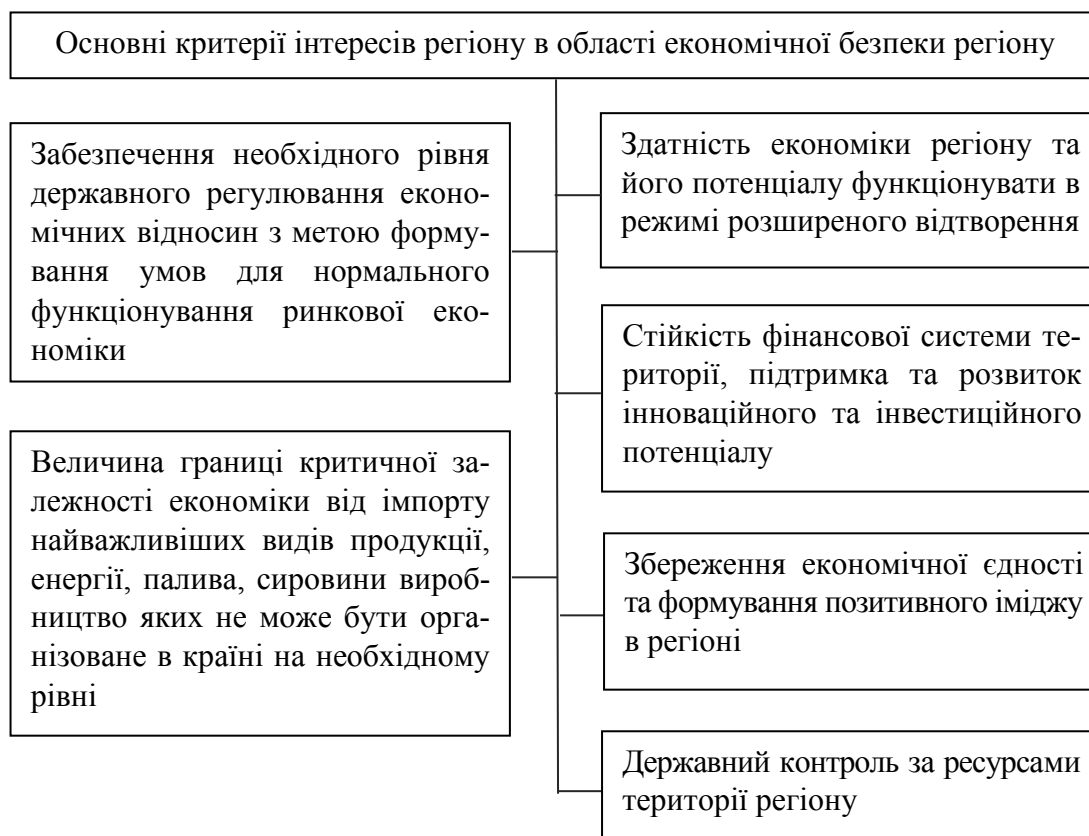 Основні критерії інтересів регіону в області економічної безпеки регіону
Забезпечення необхідного рівня
державного регулювання еконо-
мічних відносин з метою форму-
вання умов для нормального
функціонування ринкової еко-
номіки
Величина границі критичної за-
лежності економіки від імпорту
найважливіших видів продукції,
енергії, палива, сировини вироб-
ництво яких не може бути орга-
нізоване в країні на необхідному
рівні
Здатність економіки регіону та
його потенціалу функціонувати в
режимі розширеного відтворення
Стійкість фінансової системи те-
риторії, підтримка та розвиток
інноваційного та інвестиційного
потенціалу
Збереження економічної єдності
та формування позитивного іміджу
в регіоні
Державний контроль за ресурсами
території регіону